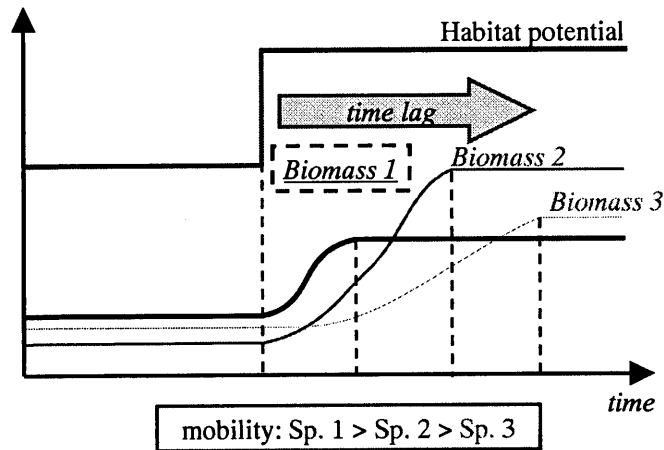 Habitat potential
time lag
Biomass 1
Biomass 2
Biomass 3
time
mobility: Sp. 1 > Sp. 2 > Sp. 3